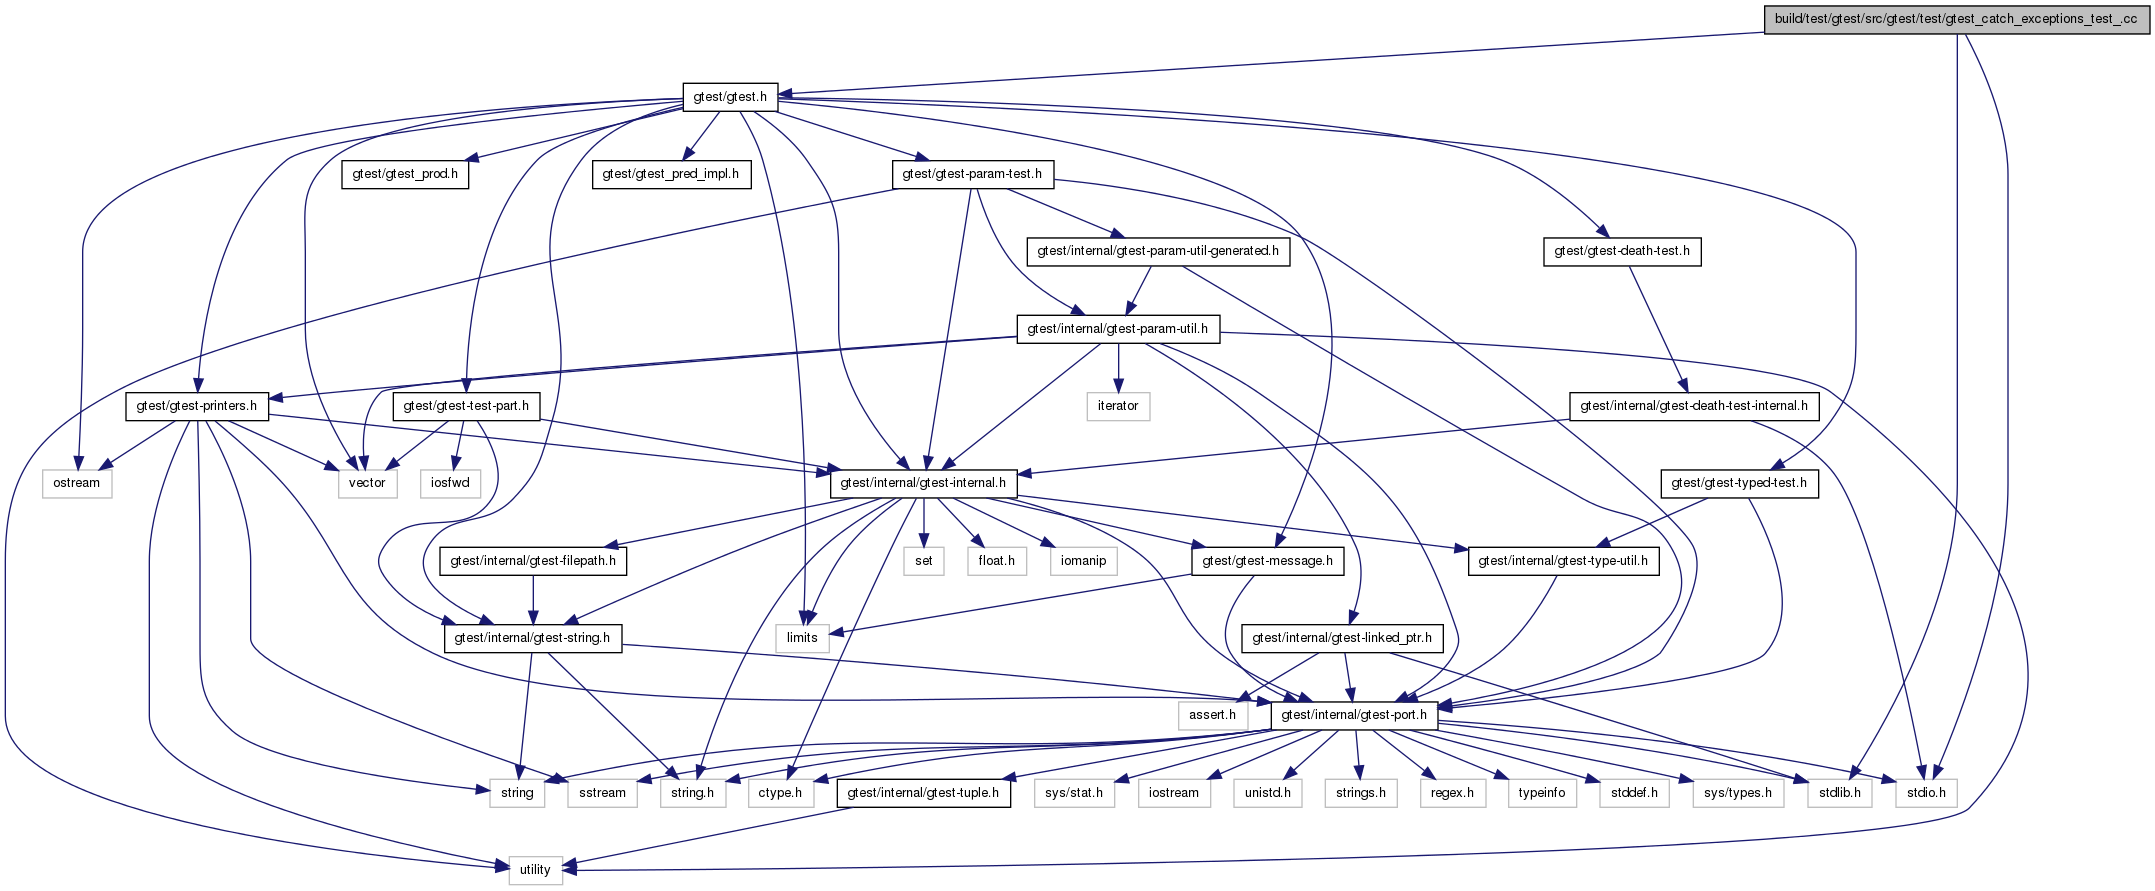 build/test/gtest/src/gtest/test/gtest_catch_exceptions_test_.cc
gtest/gtest.h
gtest/gtest_prod.h
gtest/gtest_pred_impl.h
gtest/gtest-param-test.h
gtest/internal/gtest-param-util-generated.h
gtest/gtest-death-test.h
gtest/internal/gtest-param-util.h
gtest/gtest-printers.h
gtest/gtest-test-part.h
iterator
gtest/internal/gtest-death-test-internal.h
ostream
vector
iosfwd
gtest/internal/gtest-internal.h
gtest/gtest-typed-test.h
gtest/internal/gtest-filepath.h
set
float.h
iomanip
gtest/gtest-message.h
gtest/internal/gtest-type-util.h
gtest/internal/gtest-string.h
limits
gtest/internal/gtest-linked_ptr.h
assert.h
gtest/internal/gtest-port.h
string
sstream
string.h
ctype.h
gtest/internal/gtest-tuple.h
sys/stat.h
iostream
unistd.h
strings.h
regex.h
typeinfo
stddef.h
sys/types.h
stdlib.h
stdio.h
utility